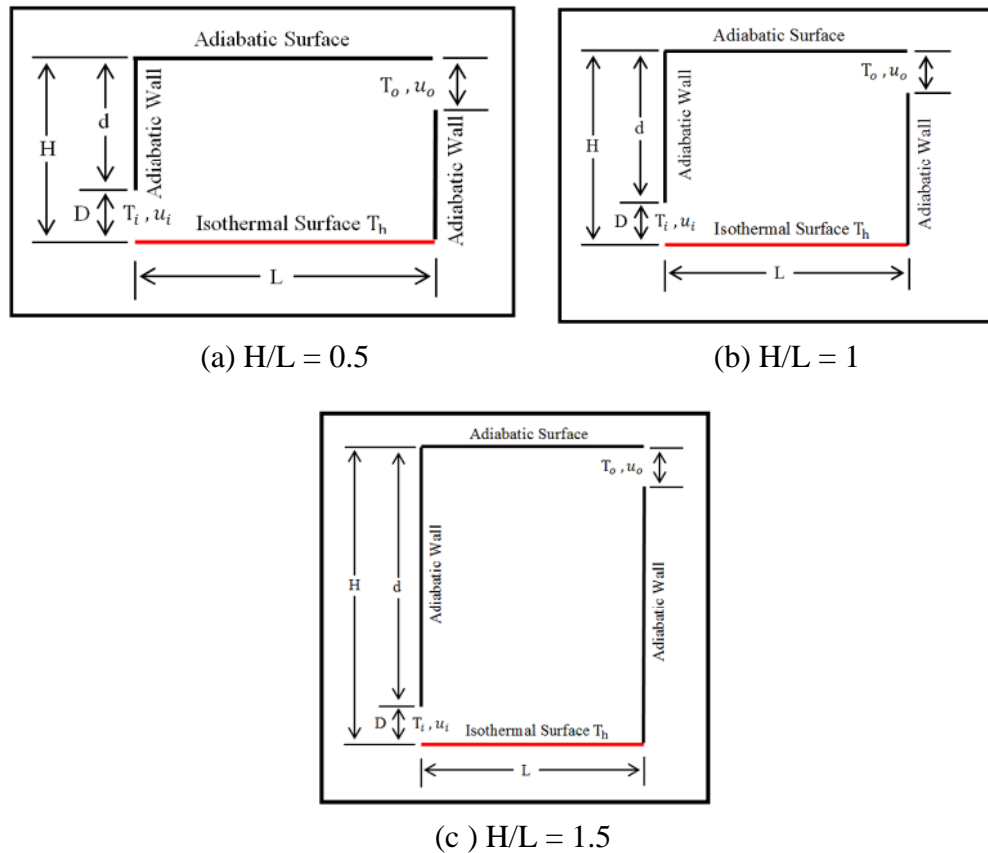 Adiabatic Surface
H
d
Adiabatic Wall
T_o , u_o
Adiabatic Wall
D
T_i , u_i
Isothermal Surface T_h
L
(a) H/L = 0.5
Adiabatic Surface
H
d
Adiabatic Wall
T_o , u_o
Adiabatic Wall
D
T_i , u_i
Isothermal Surface T_h
L
(b) H/L = 1
Adiabatic Surface
T_o , u_o
H
d
Adiabatic Wall
Adiabatic Wall
D
T_i , u_i
Isothermal Surface T_h
L
(c ) H/L = 1.5